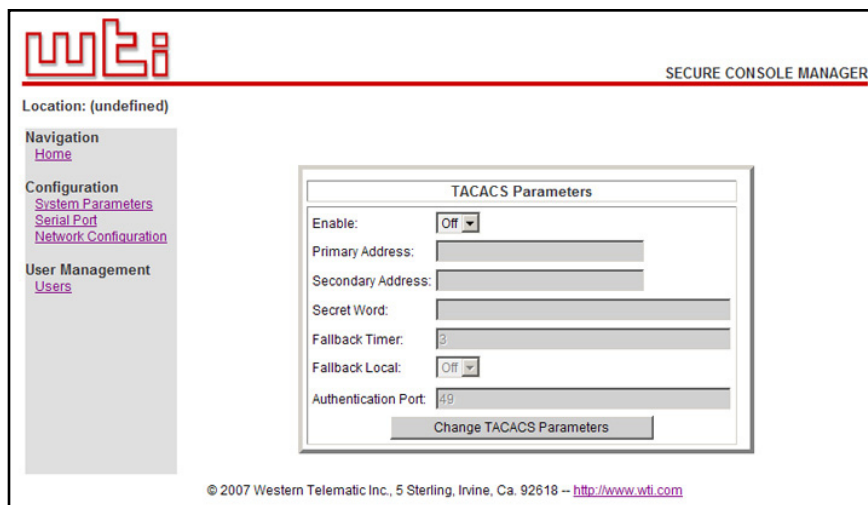 wti
SECURE CONSOLE MANAGER
Location: (undefined)
Navigation
Home
Configuration
System Parameters
Serial Port
Network Configuration
User Management
Users
TACACS Parameters
Enable: Off
Primary Address:
Secondary Address:
Secret Word:
Fallback Timer: 3
Fallback Local: Off
Authentication Port: 49
Change TACACS Parameters
© 2007 Western Telematic Inc., 5 Sterling, Irvine, Ca. 92618 -- http://www.wti.com